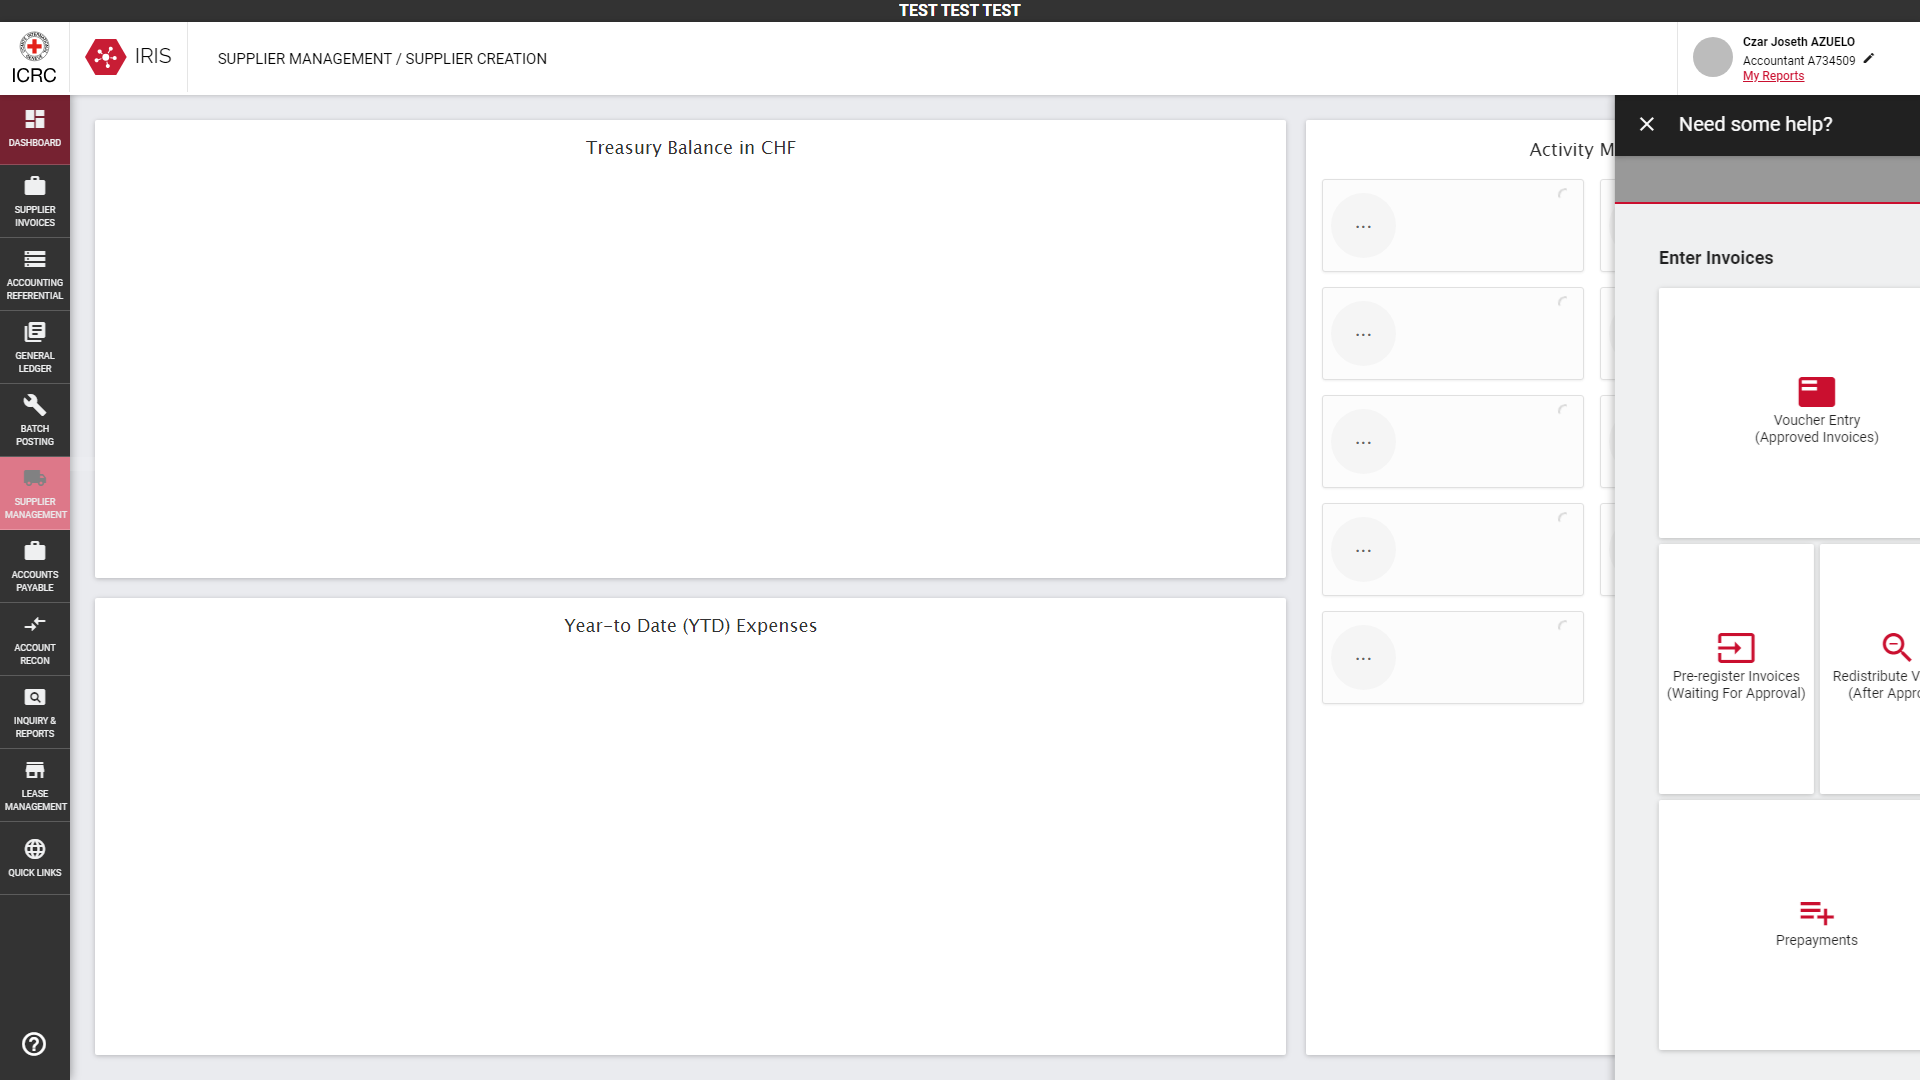 TEST TEST TEST
ICRC
IRIS
SUPPLIER MANAGEMENT / SUPPLIER CREATION
Czar Joseth AZUELO
Accountant A734509
My Reports
DASHBOARD
SUPPLIER
INVOICES
ACCOUNTING
REFERENTIAL
GENERAL
LEDGER
BATCH
POSTING
SUPPLIER
MANAGEMENT
ACCOUNTS
PAYABLE
ACCOUNT
RECON
INQUIRY &
REPORTS
LEASE
MANAGEMENT
QUICK LINKS
Treasury Balance in CHF
Year-to Date (YTD) Expenses
Activity M
...
...
...
...
...
Need some help?
Enter Invoices
Voucher Entry
(Approved Invoices)
Pre-register Invoices
(Waiting For Approval)
Redistribute V
(After Appro
Prepayments